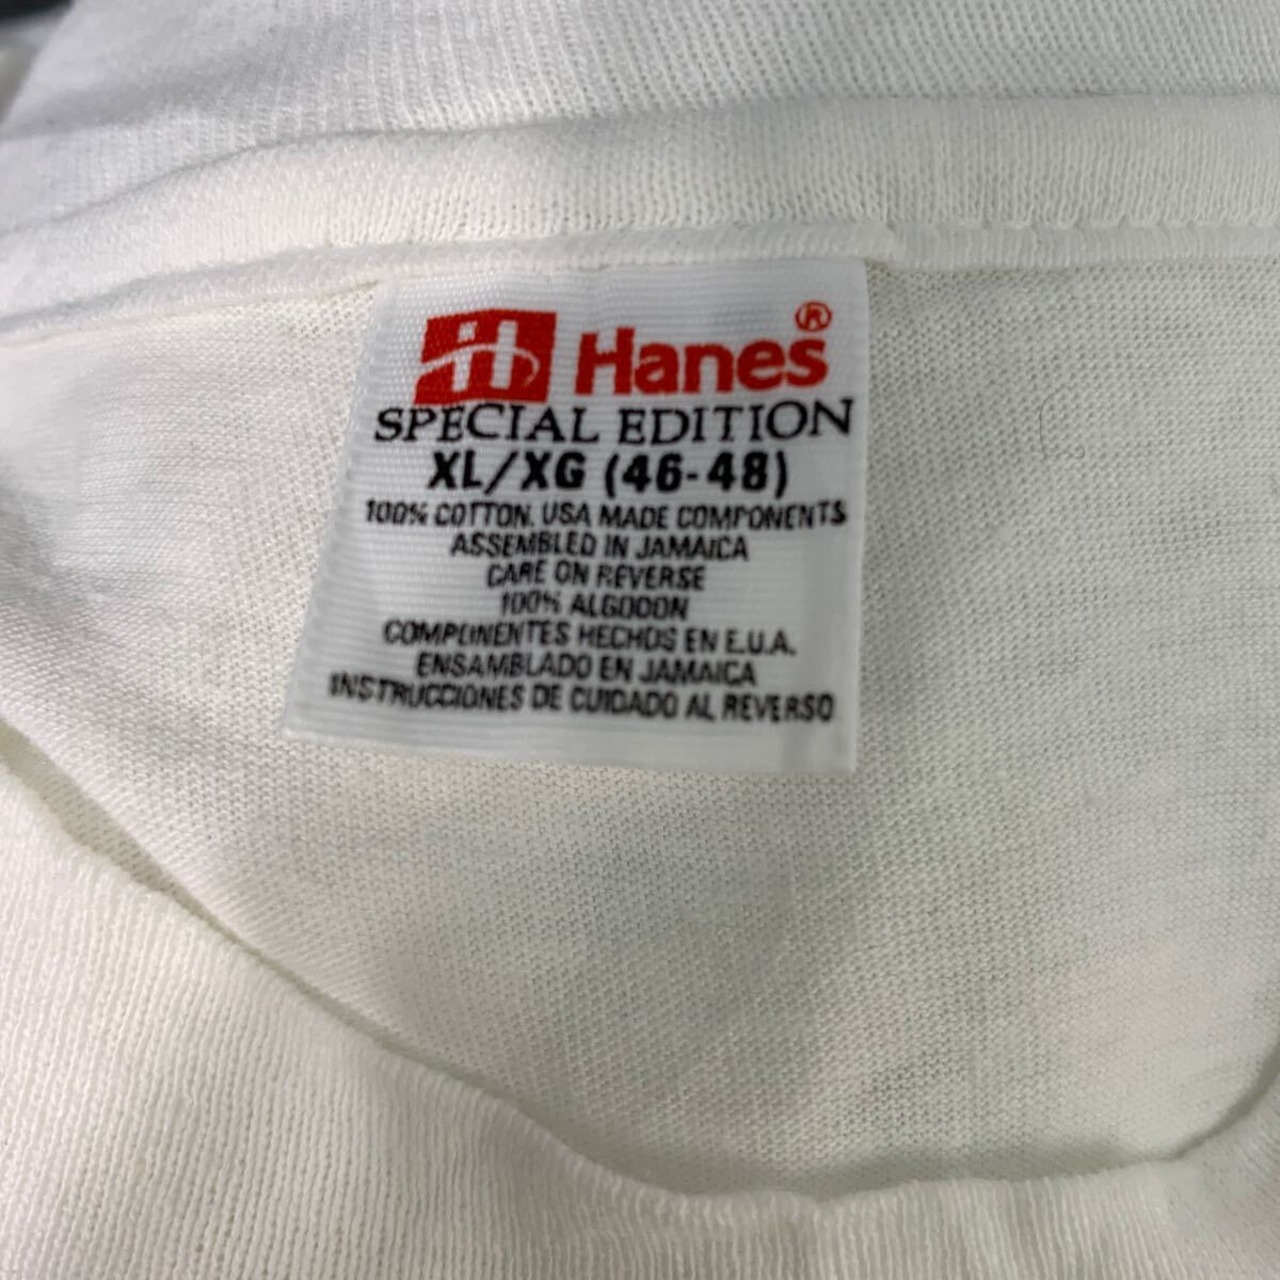 H Hanes®
SPECIAL EDITION
XL/XG (46-48)
100% COTTON. USA MADE COMPONENTS
ASSEMBLED IN JAMAICA
CARE ON REVERSE
100% ALGODON
COMPONENTES HECHOS EN E.U.A.
ENSAMBLADO EN JAMAICA
INSTRUCCIONES DE CUIDADO AL REVERSO